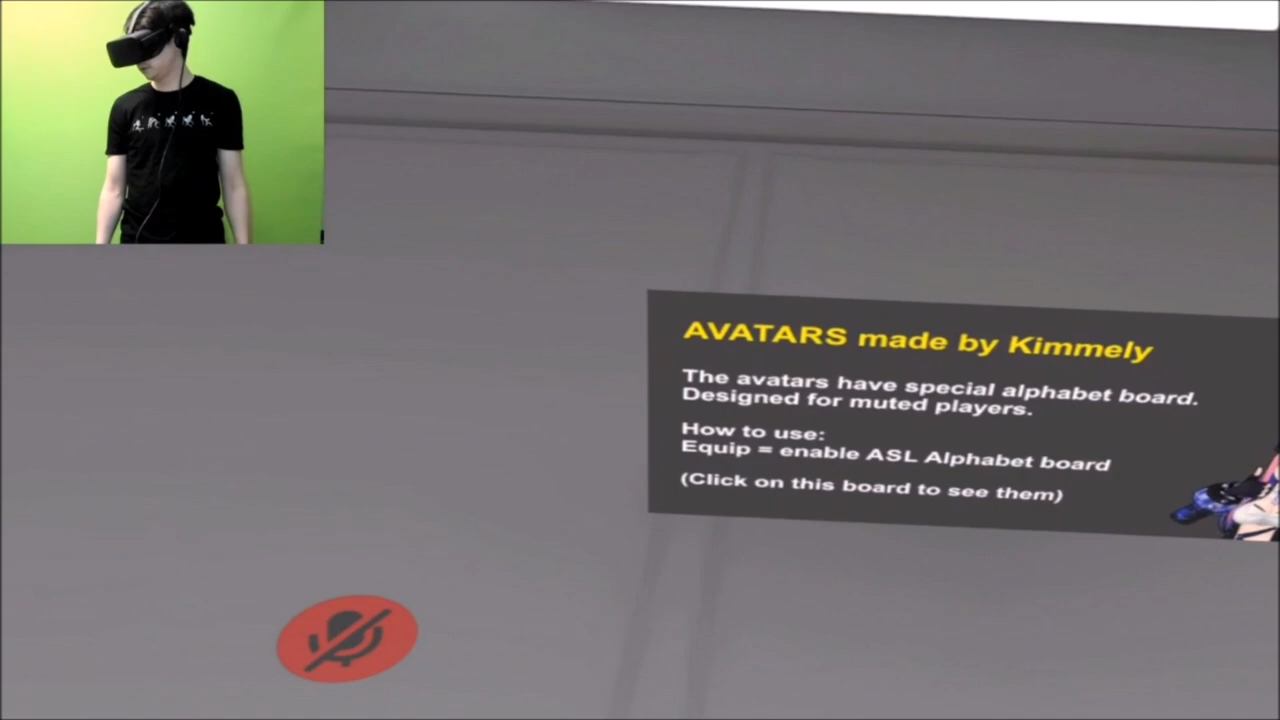 AVATARS made by Kimmely
The avatars have special alphabet board.
Designed for muted players.
How to use:
Equip = enable ASL Alphabet board
(Click on this board to see them)